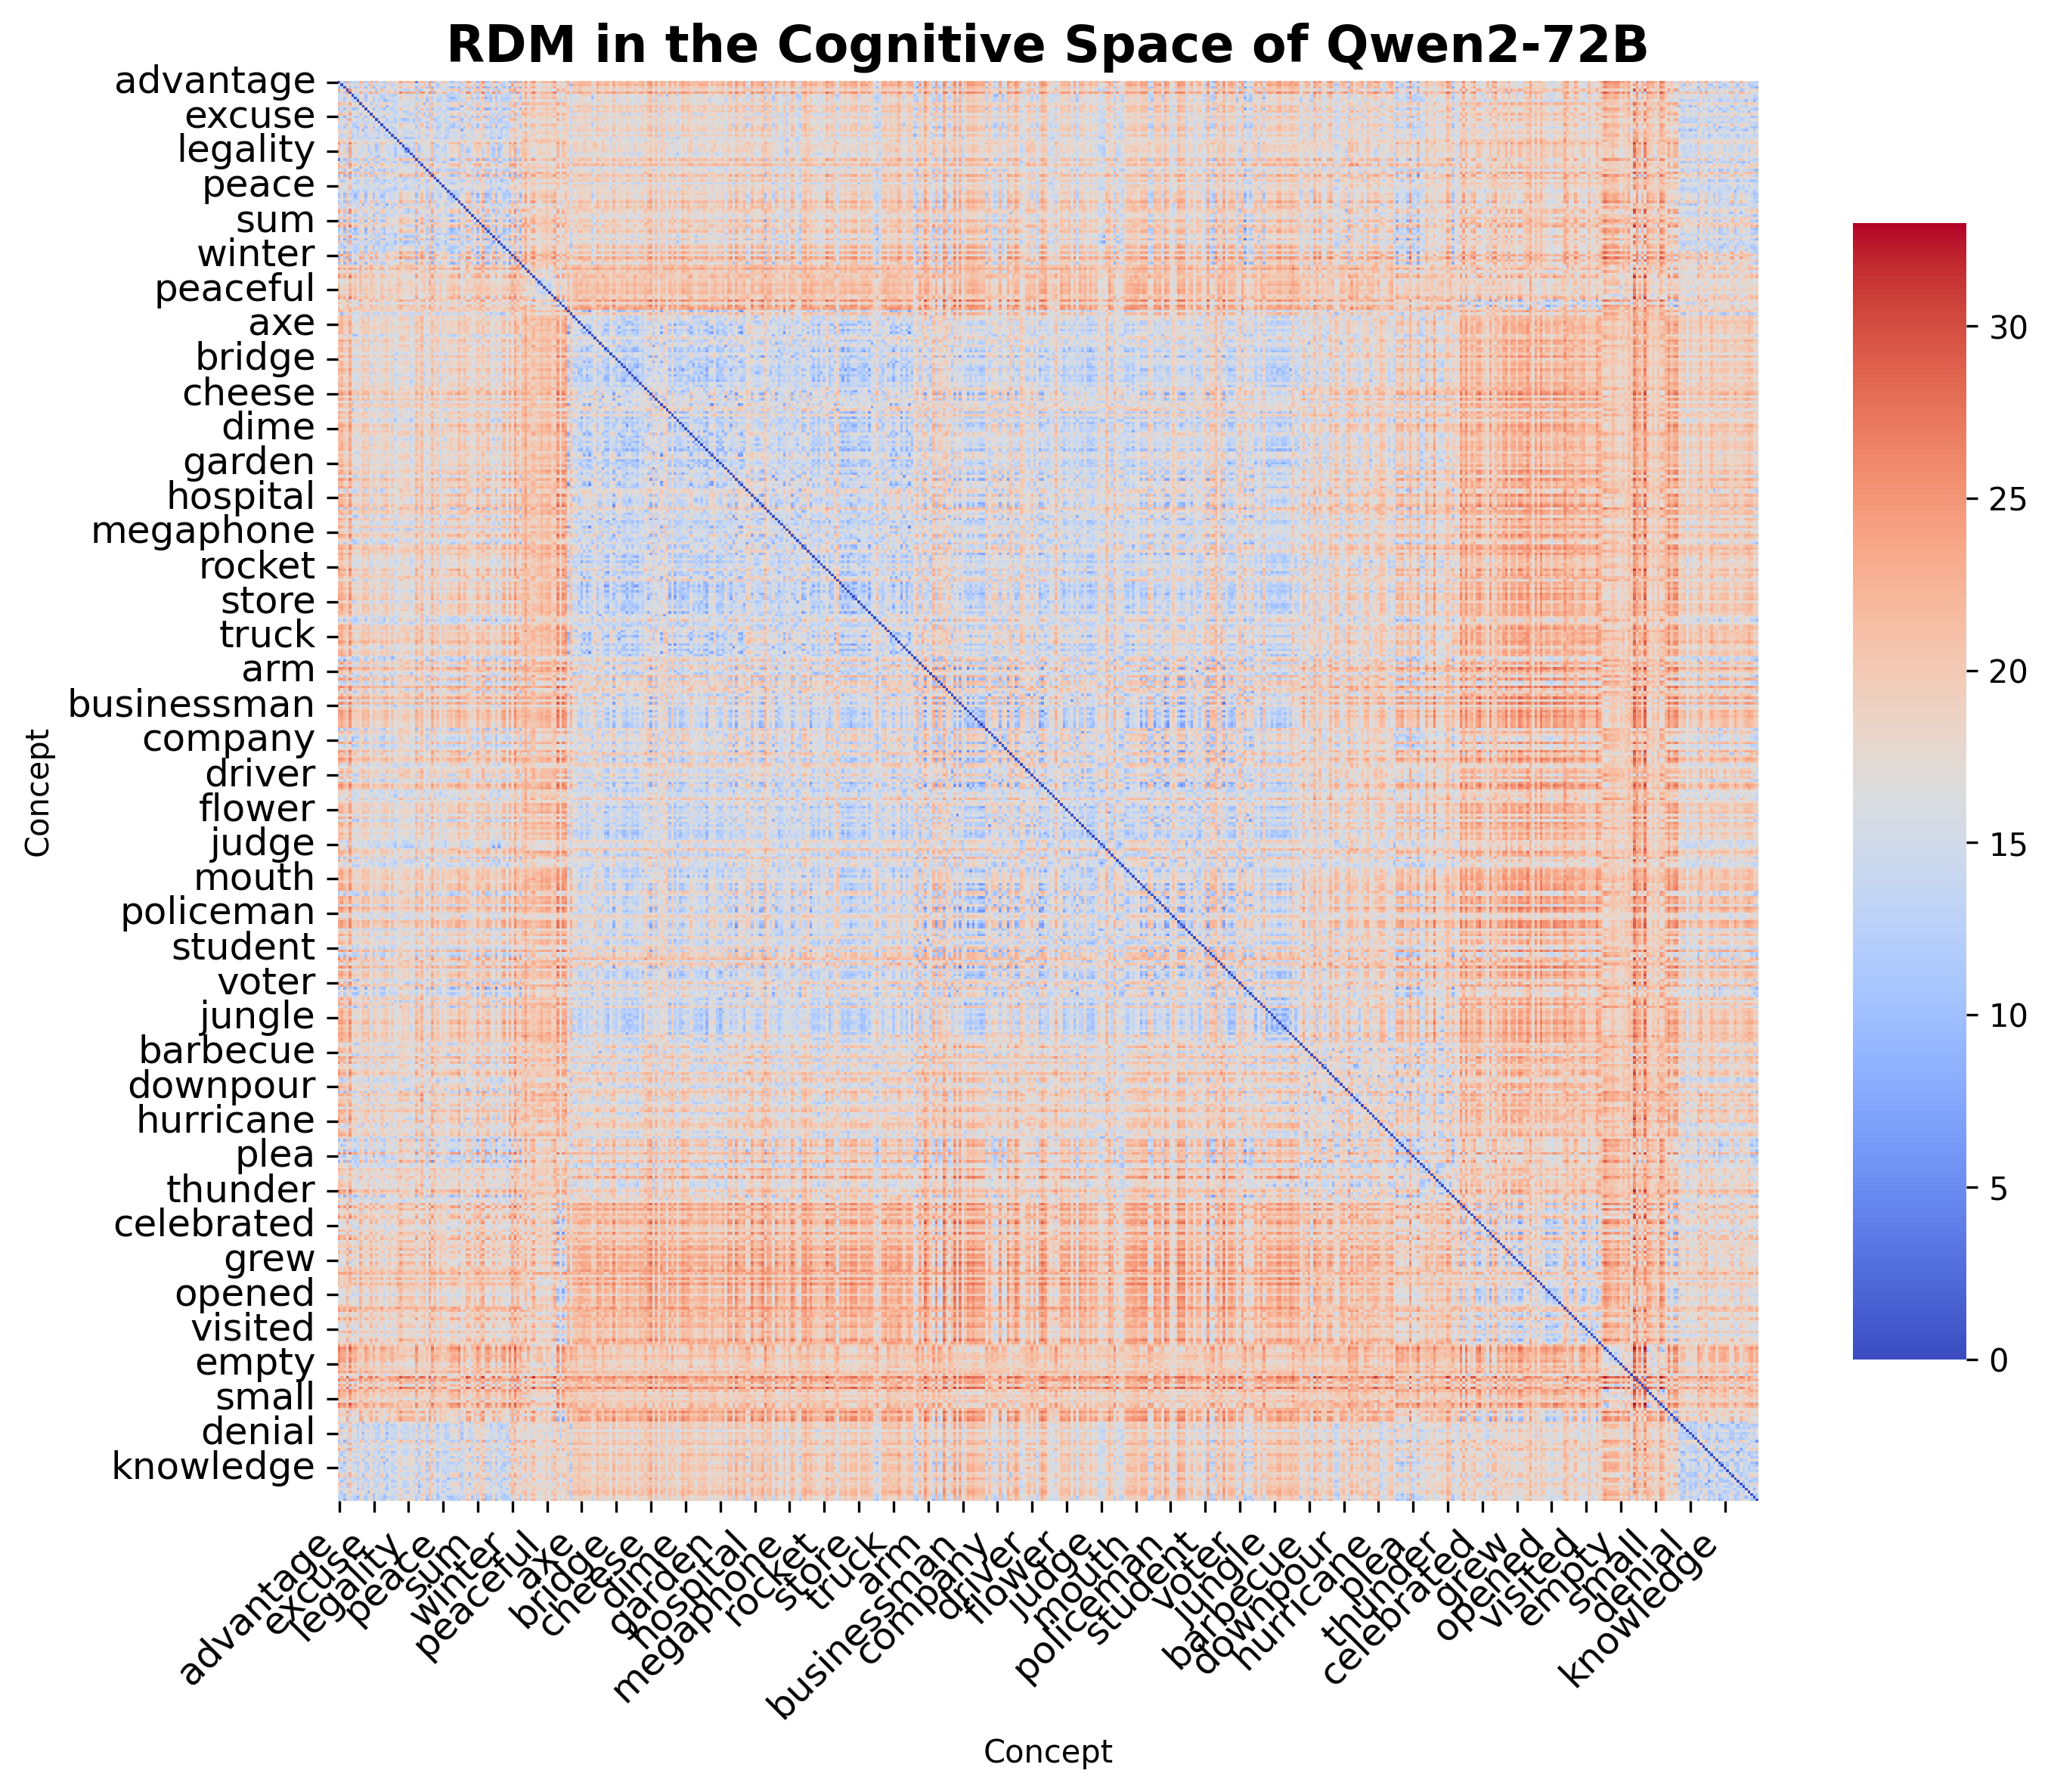 RDM in the Cognitive Space of Qwen2-72B
Concept
advantage
excuse
legality
peace
sum
winter
peaceful
axe
bridge
cheese
dime
garden
hospital
megaphone
rocket
store
truck
arm
businessman
company
driver
flower
judge
mouth
policeman
student
voter
jungle
barbecue
downpour
hurricane
plea
thunder
celebrated
grew
opened
visited
empty
small
denial
knowledge
30
25
20
15
10
5
0
advantage
excuse
legality
peace
sum
winter
peaceful
axe
bridge
cheese
dime
garden
hospital
megaphone
rocket
store
truck
arm
businessman
company
driver
flower
judge
mouth
policeman
student
voter
jungle
barbecue
downpour
hurricane
plea
thunder
celebrated
grew
opened
visited
empty
small
denial
knowledge
Concept